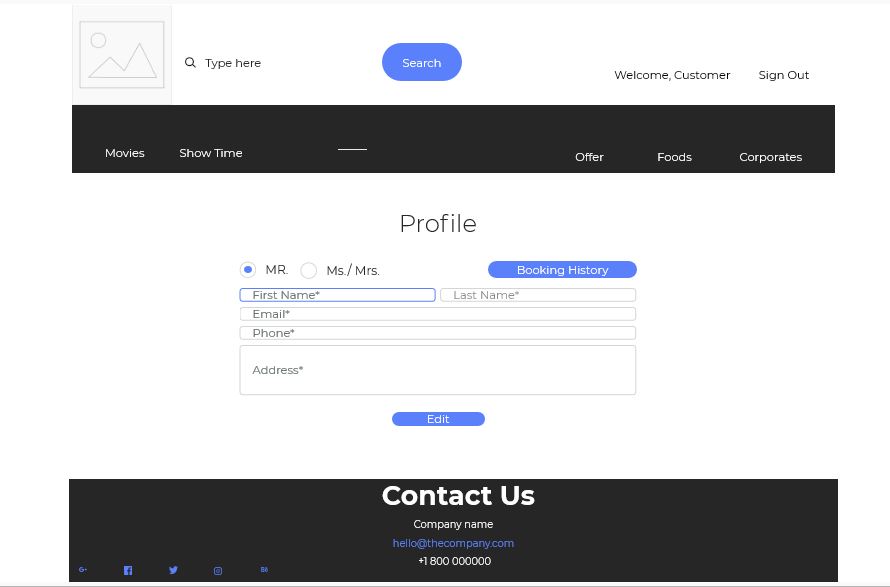 Type here
Search
Welcome, Customer
Sign Out
Movies
Show Time
Offer
Foods
Corporates
Profile
MR.
Ms./ Mrs.
Booking History
First Name*
Last Name*
Email*
Phone*
Address*
Edit
Contact Us
Company name
hello@thecompany.com
+1 800 000000